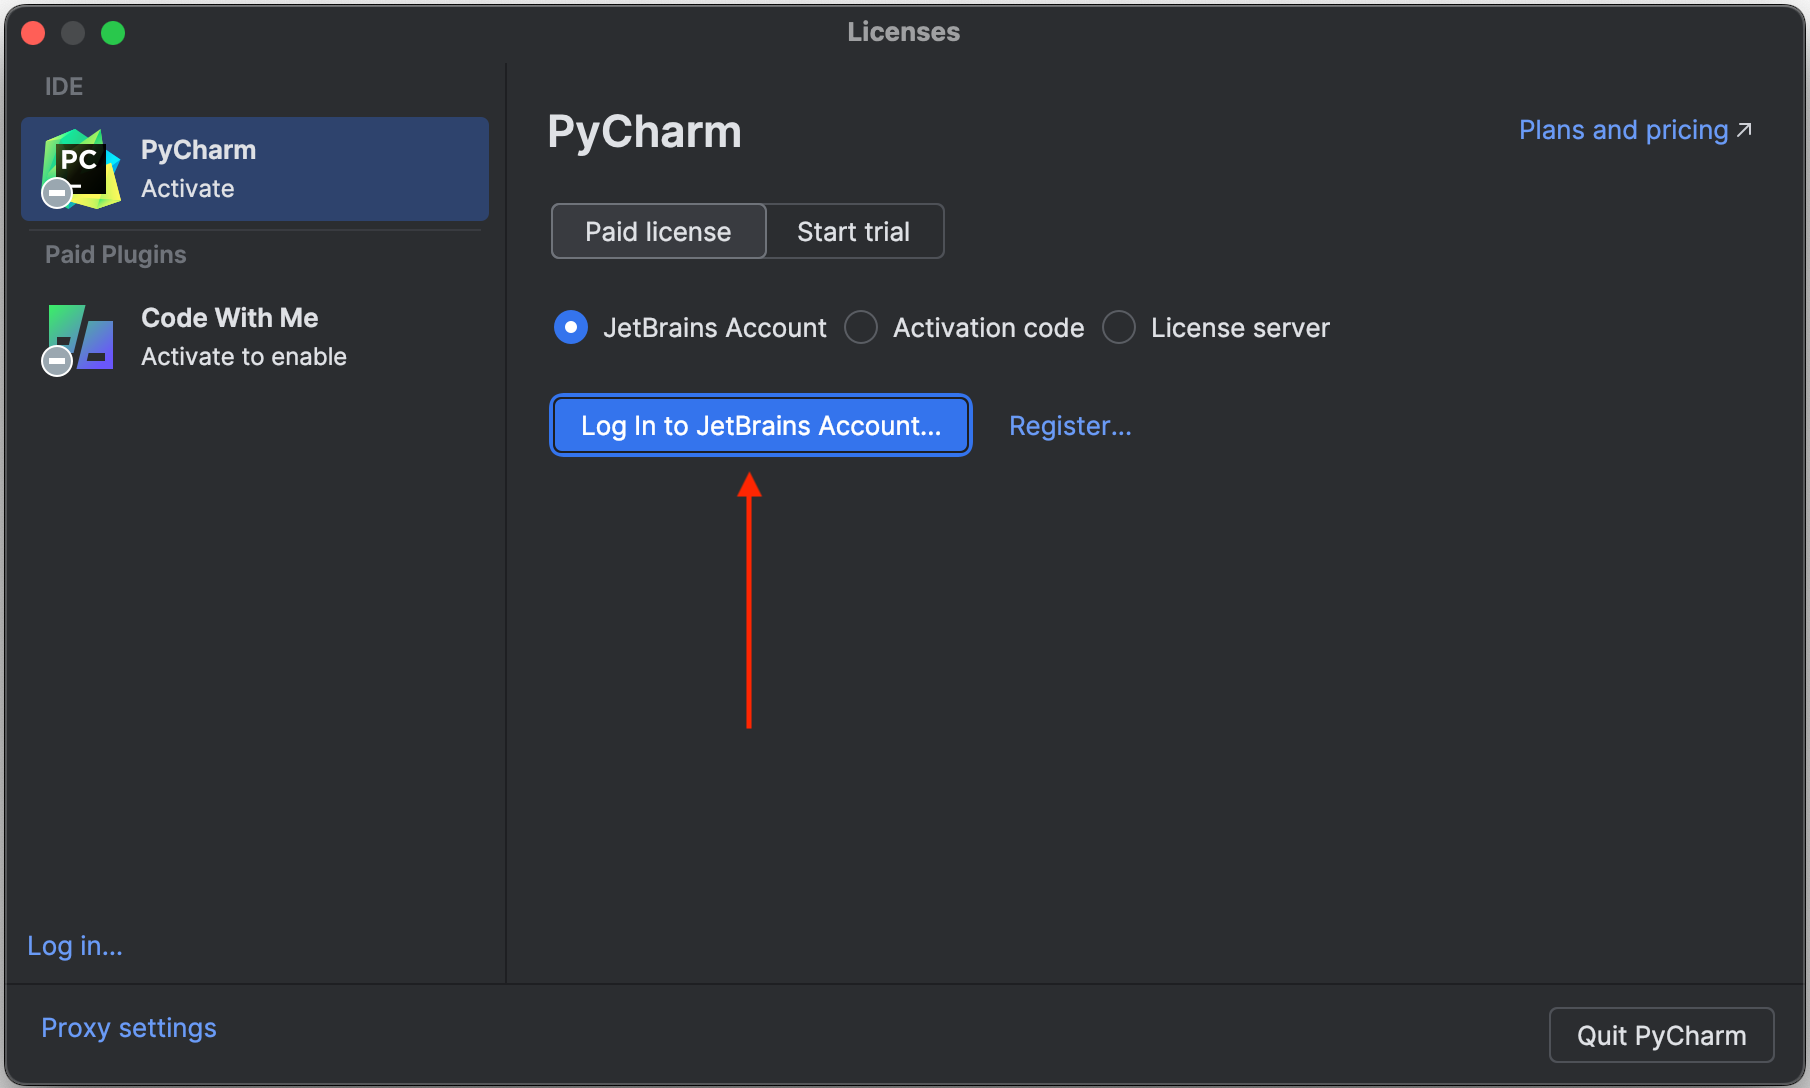 Licenses
IDE
PC
PyCharm
Activate
Paid Plugins
Code With Me
Activate to enable
Log in...
PyCharm
Plans and pricing
Paid license
Start trial
JetBrains Account
Activation code
License server
Log In to JetBrains Account...
Register...
Proxy settings
Quit PyCharm